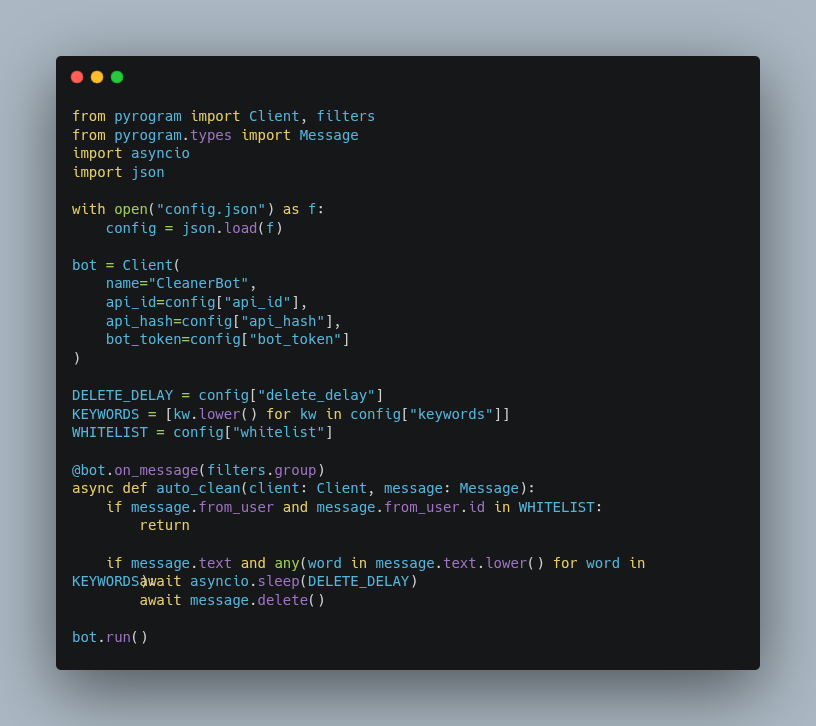 from pyrogram import Client, filters
from pyrogram.types import Message
import asyncio
import json

with open("config.json") as f:
    config = json.load(f)

bot = Client(
    name="CleanerBot",
    api_id=config["api_id"],
    api_hash=config["api_hash"],
    bot_token=config["bot_token"]
)

DELETE_DELAY = config["delete_delay"]
KEYWORDS = [kw.lower() for kw in config["keywords"]]
WHITELIST = config["whitelist"]

@bot.on_message(filters.group)
async def auto_clean(client: Client, message: Message):
    if message.from_user and message.from_user.id in WHITELIST:
        return

    if message.text and any(word in message.text.lower() for word in
KEYWORDS):
        await asyncio.sleep(DELETE_DELAY)
        await message.delete()

bot.run()